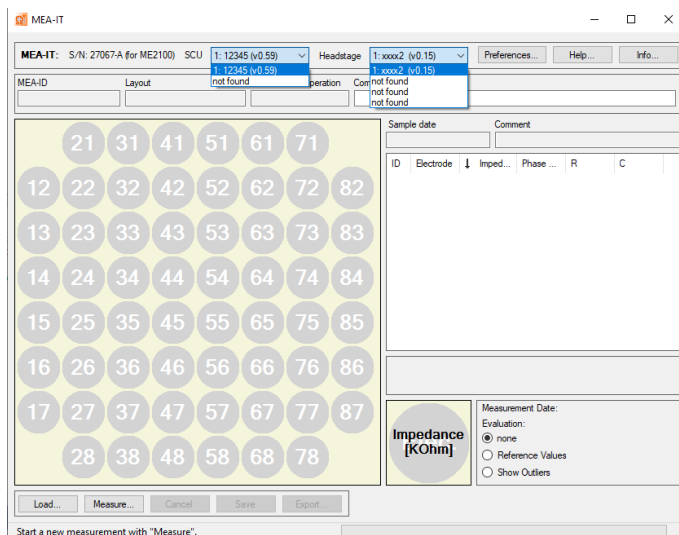 MEA-IT
MEA-IT: S/N: 27067-A (for ME2100) SCU 1: 12345 (v0.59) Headstage 1: xxxx2 (v0.15) Preferences... Help... Info...
1: 12345 (v0.59) 1: xxxx2 (v0.15)
not found not found
not found
not found
MEA-ID Layout
Sample date Comment
ID Electrode ↓ Imped... Phase ... R C
21 31 41 51 61 71
12 22 32 42 52 62 72 82
13 23 33 43 53 63 73 83
14 24 34 44 54 64 74 84
15 25 35 45 55 65 75 85
16 26 36 46 56 66 76 86
17 27 37 47 57 67 77 87
28 38 48 58 68 78
Impedance
[KOhm]
Measurement Date:
Evaluation:
none
Reference Values
Show Outliers
Load... Measure... Cancel Save Export...
Start a new measurement with "Measure".